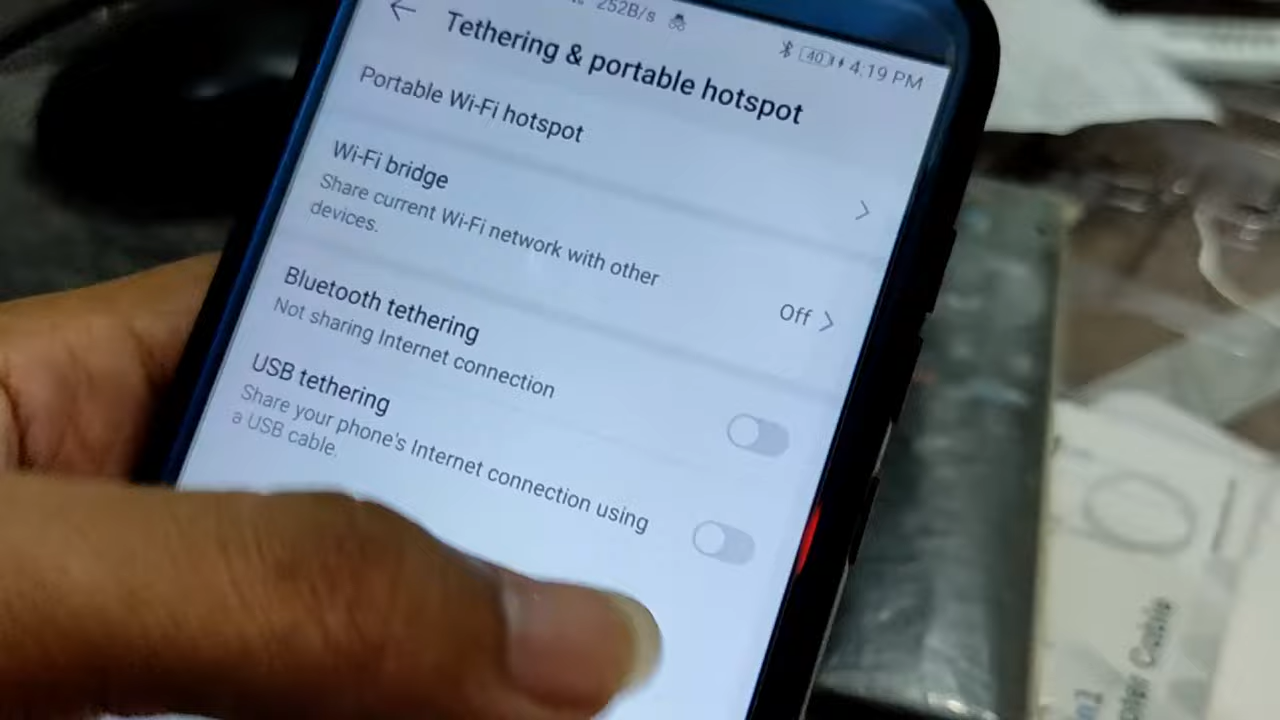 252B/s 40 4:19 PM
Tethering & portable hotspot
Portable Wi-Fi hotspot
Wi-Fi bridge
Share current Wi-Fi network with other
devices.
Off
Bluetooth tethering
Not sharing Internet connection
USB tethering
Share your phone's Internet connection using
a USB cable.
Cable